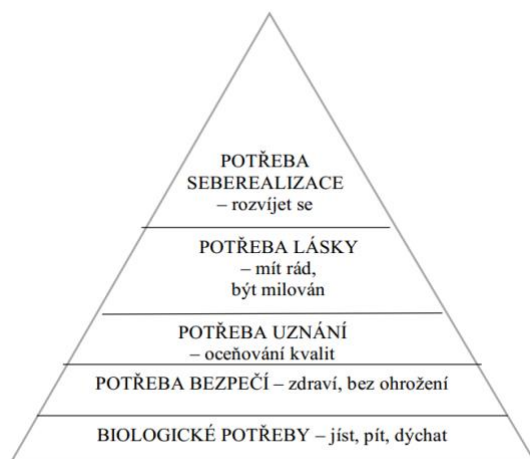 POTŘEBA
SEBEREALIZACE
– rozvíjet se
POTŘEBA LÁSKY
– mít rád,
být milován
POTŘEBA UZNÁNÍ
– oceňování kvalit
POTŘEBA BEZPEČÍ – zdraví, bez ohrožení
BIOLOGICKÉ POTŘEBY – jíst, pít, dýchat